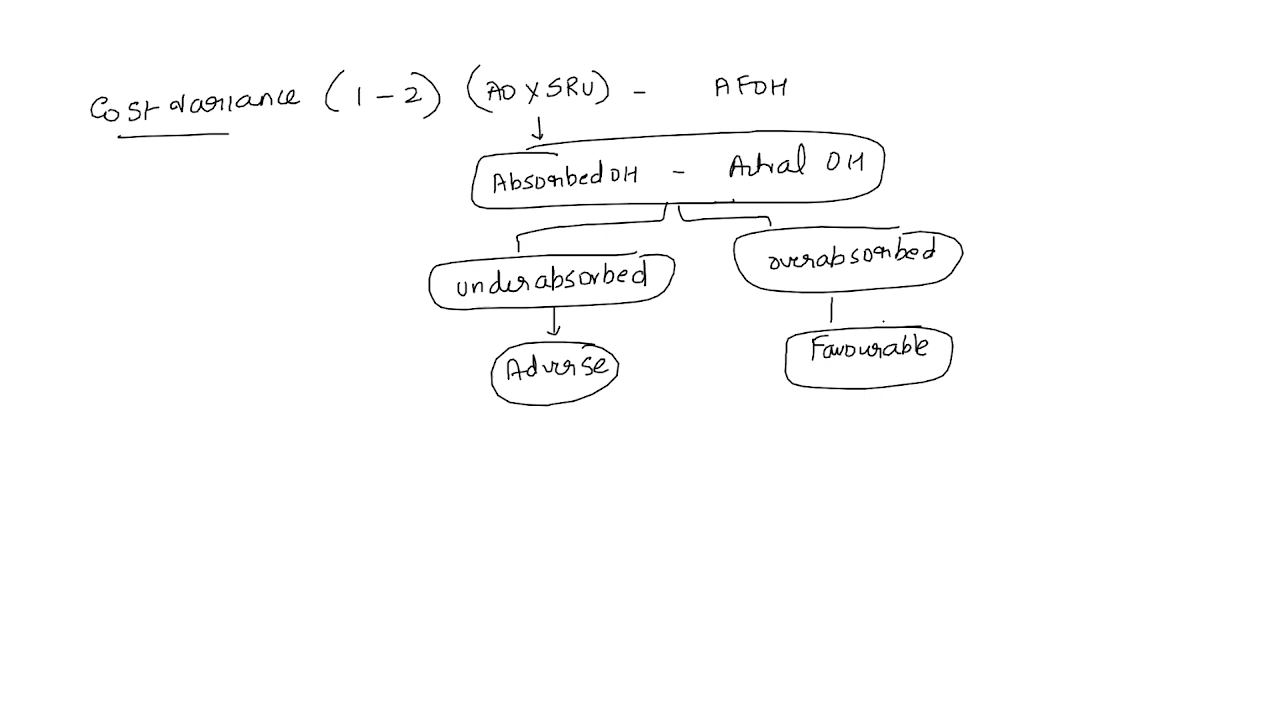 Cost variance (1-2) (AO x SRU) - AFOH
Absorbed OH - Actual OH
underabsorbed overabsorbed
Adverse Favourable